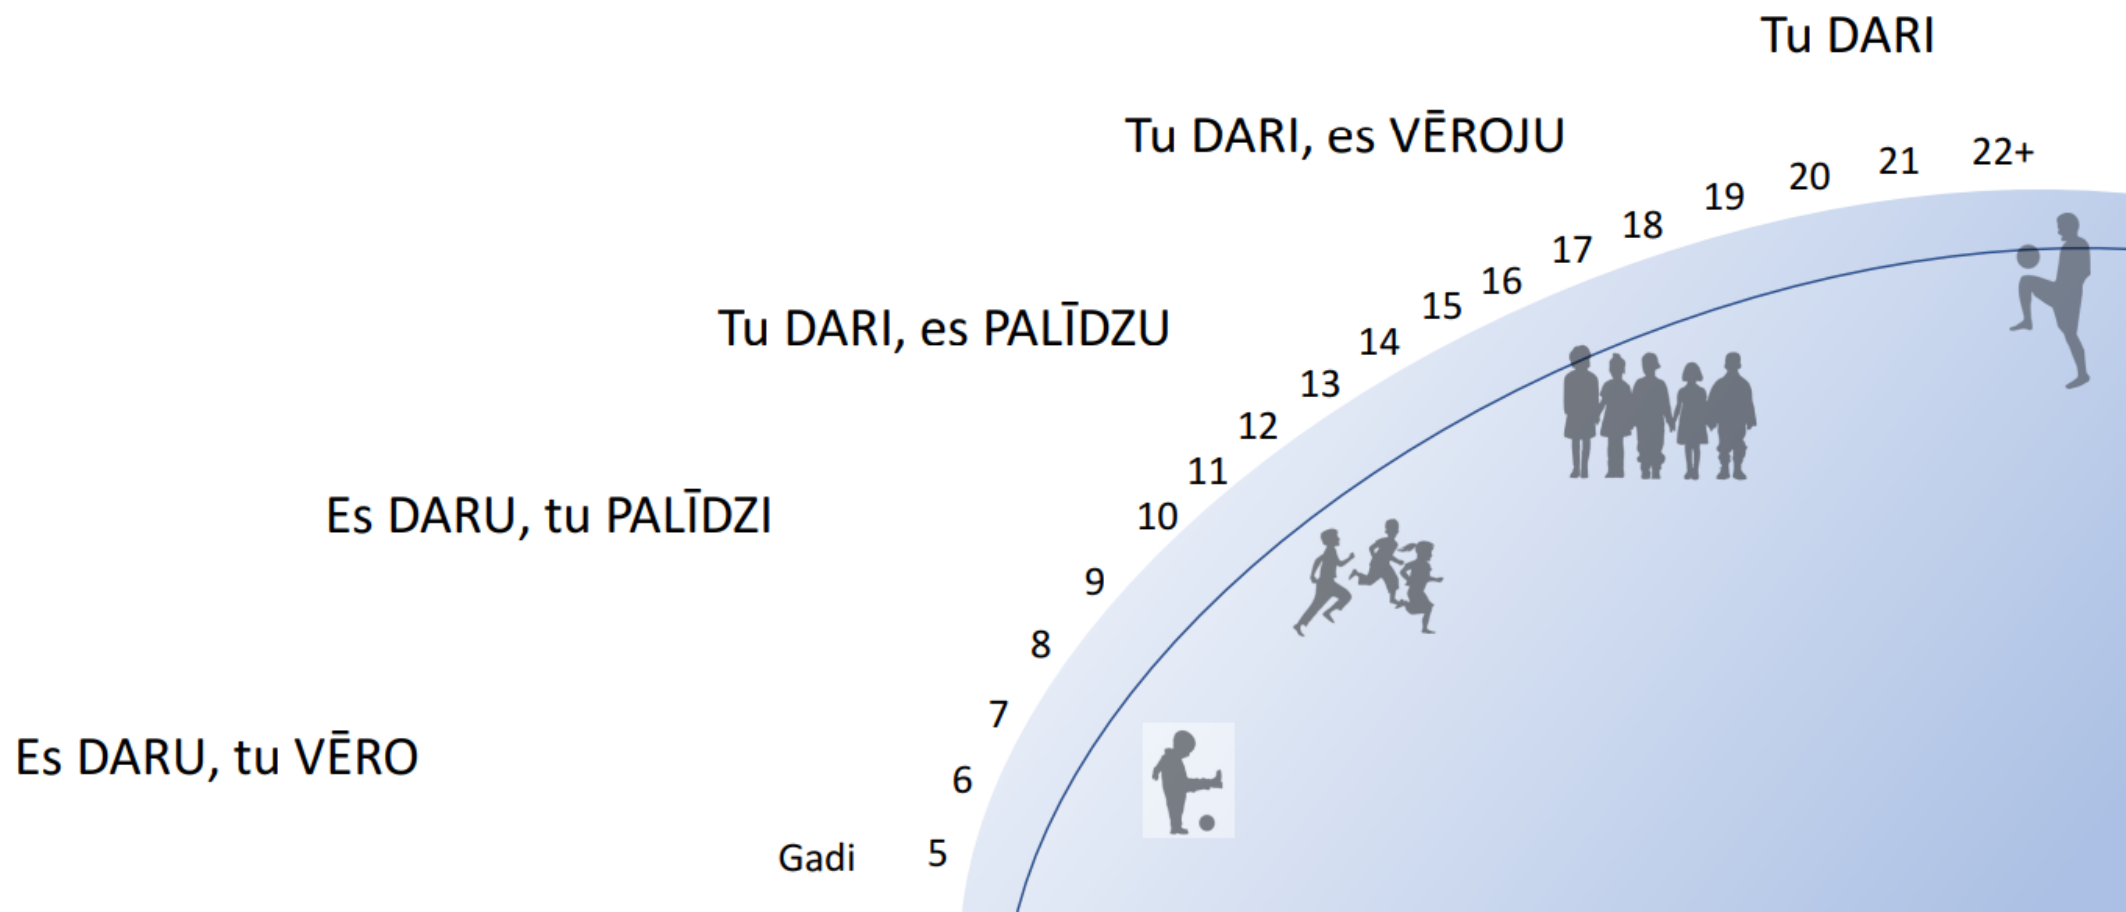 Tu DARI
Tu DARI, es VĒROJU
22+
21
20
19
18
17
16
15
Tu DARI, es PALĪDZU
14
13
12
11
Es DARU, tu PALĪDZI
10
9
8
7
Es DARU, tu VĒRO
6
Gadi 5